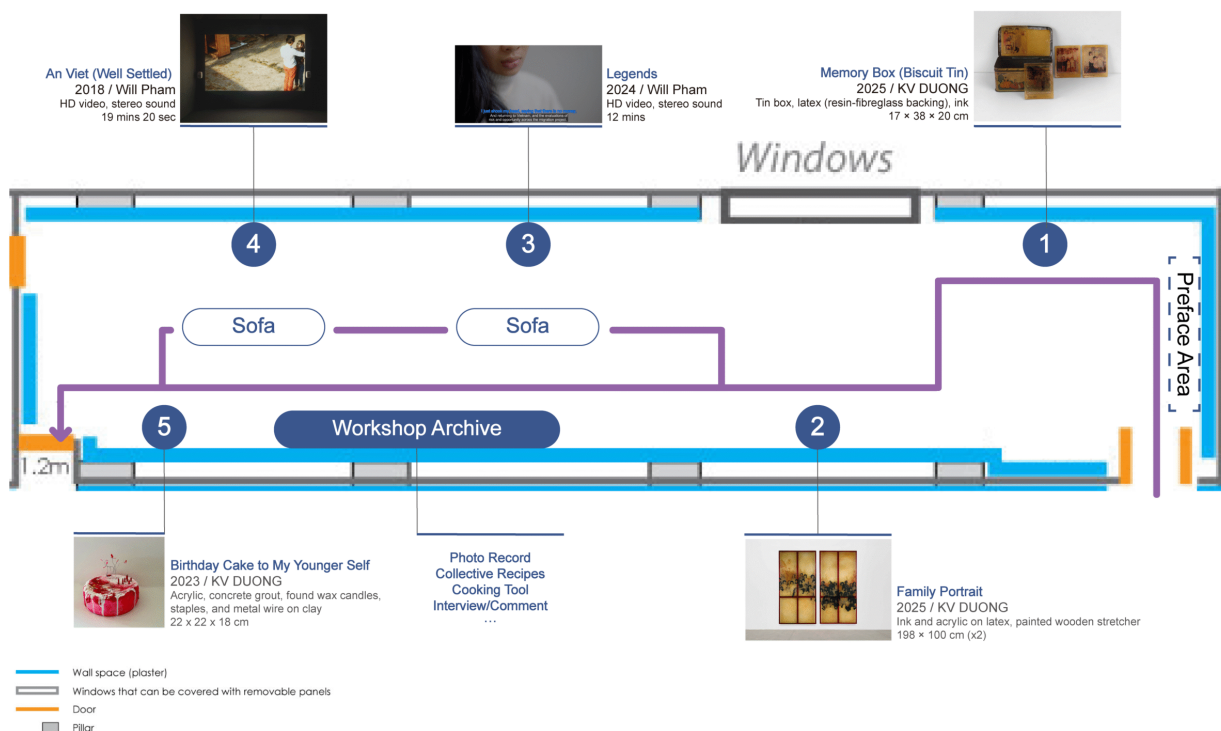 An Viet (Well Settled)
2018 / Will Pham
HD video, stereo sound
19 mins 20 sec
Legends
2024 / Will Pham
HD video, stereo sound
12 mins
Memory Box (Biscuit Tin)
2025 / KV DUONG
Tin box, latex (resin-fibreglass backing), ink
17 × 38 × 20 cm
Windows
4
3
1
Preface Area
Sofa
Sofa
5
Workshop Archive
2
1.2m
Birthday Cake to My Younger Self
2023 / KV DUONG
Acrylic, concrete grout, found wax candles,
staples, and metal wire on clay
22 x 22 x 18 cm
Photo Record
Collective Recipes
Cooking Tool
Interview/Comment
...
Family Portrait
2025 / KV DUONG
Ink and acrylic on latex, painted wooden stretcher
198 × 100 cm (x2)
Wall space (plaster)
Windows that can be covered with removable panels
Door
Pillar